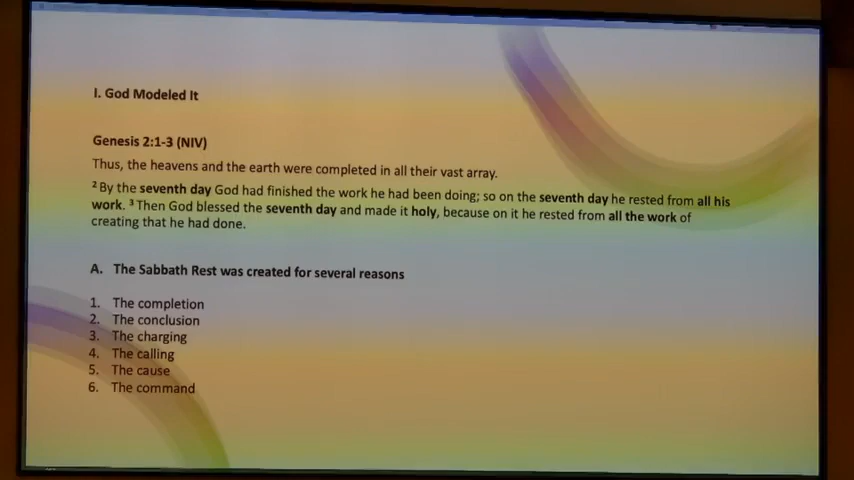 I. God Modeled It
Genesis 2:1-3 (NIV)
Thus, the heavens and the earth were completed in all their vast array.
² By the seventh day God had finished the work he had been doing; so on the seventh day he rested from all his
work. ³ Then God blessed the seventh day and made it holy, because on it he rested from all the work of
creating that he had done.
A. The Sabbath Rest was created for several reasons
1. The completion
2. The conclusion
3. The charging
4. The calling
5. The cause
6. The command